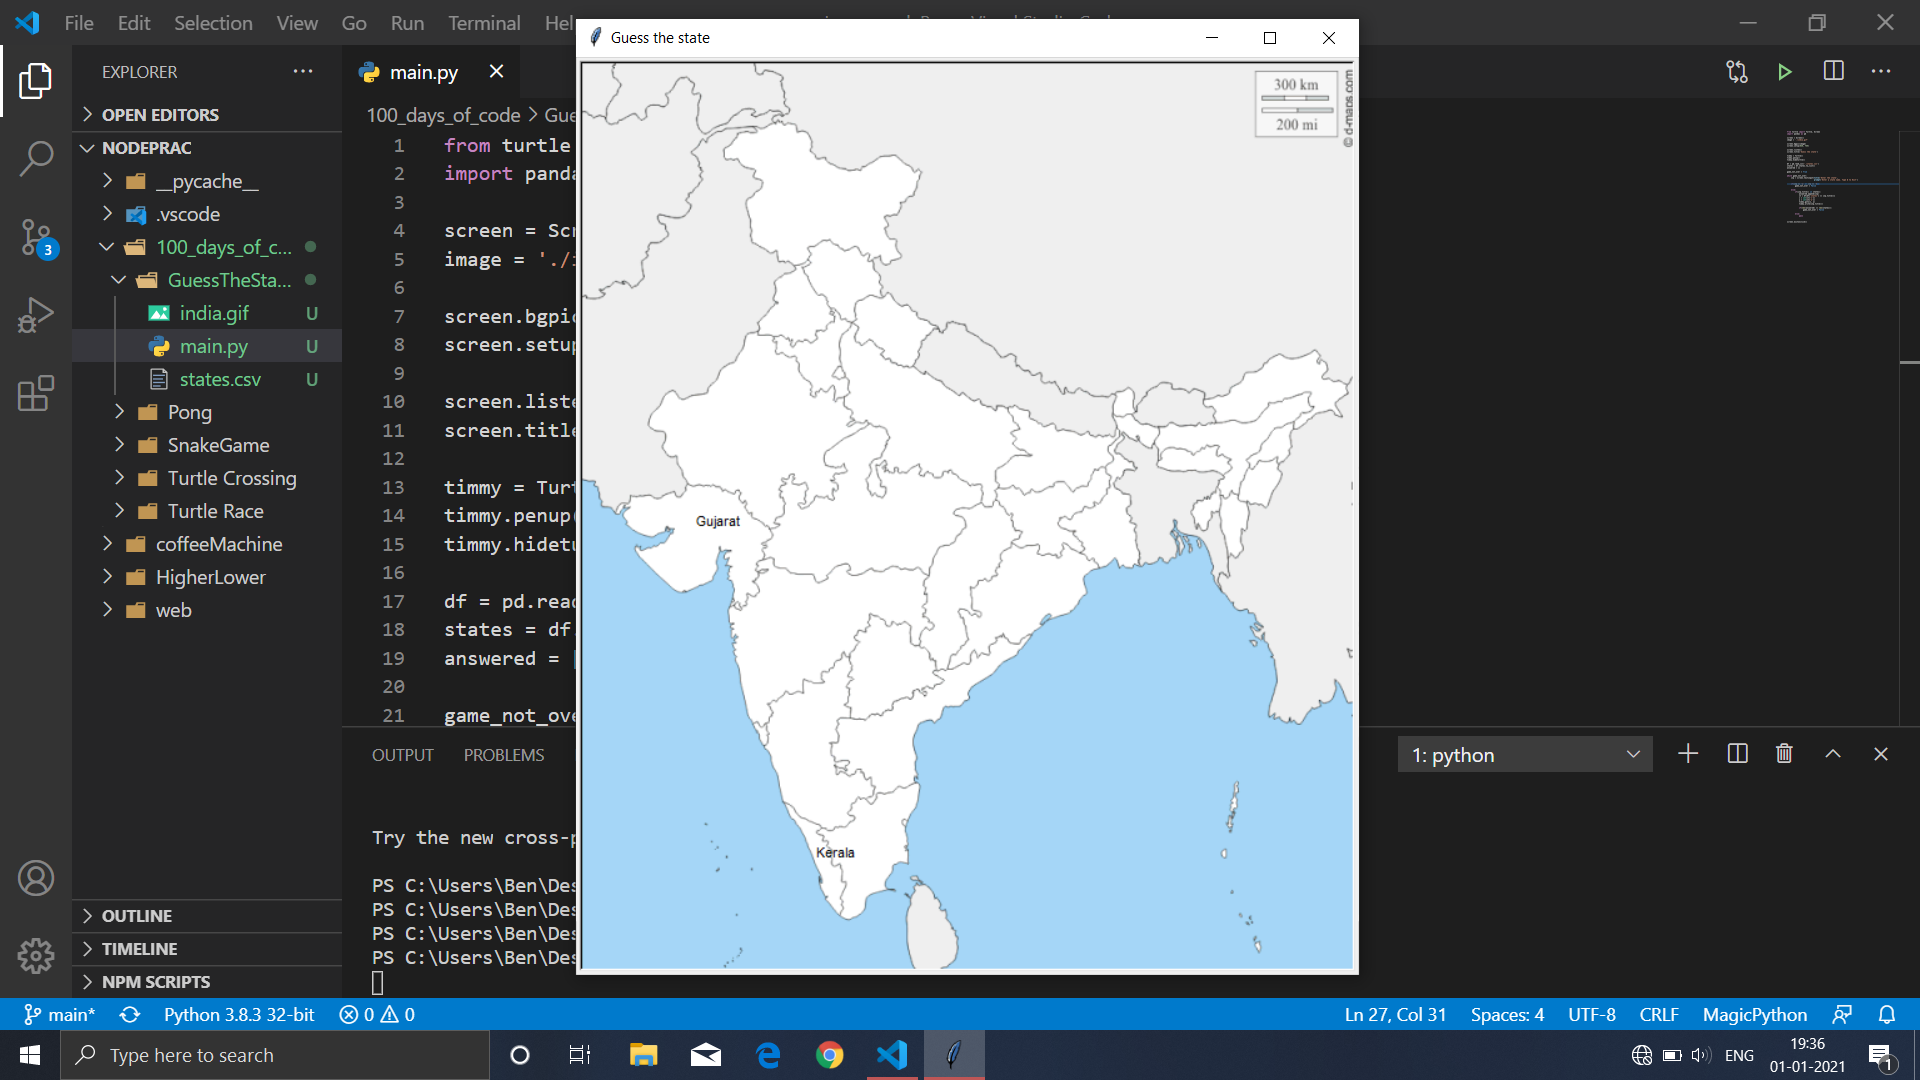 File Edit Selection View Go Run Terminal Hel
Guess the state
EXPLORER
OPEN EDITORS
NODEPRAC
__pycache__
.vscode
100_days_of_c...
GuessTheSta...
india.gif U
main.py U
states.csv U
Pong
SnakeGame
Turtle Crossing
Turtle Race
coffeeMachine
HigherLower
web
OUTLINE
TIMELINE
NPM SCRIPTS
3
main.py
100_days_of_code > Gue
1 from turtle
2 import panda
3
4 screen = Scr
5 image = './i
6
7 screen.bgpic
8 screen.setup
9
10 screen.liste
11 screen.title
12
13 timmy = Turt
14 timmy.penup(
15 timmy.hidetu
16
17 df = pd.read
18 states = df.
19 answered = [
20
21 game_not_ove
300 km
200 mi
© d-maps.com
Gujarat
Kerala
OUTPUT PROBLEMS
1: python
Try the new cross-p
PS C:\Users\Ben\Des
PS C:\Users\Ben\Des
PS C:\Users\Ben\Des
PS C:\Users\Ben\Des
main* Python 3.8.3 32-bit 0 0 Ln 27, Col 31 Spaces: 4 UTF-8 CRLF MagicPython
Type here to search
ENG
19:36
01-01-2021
1